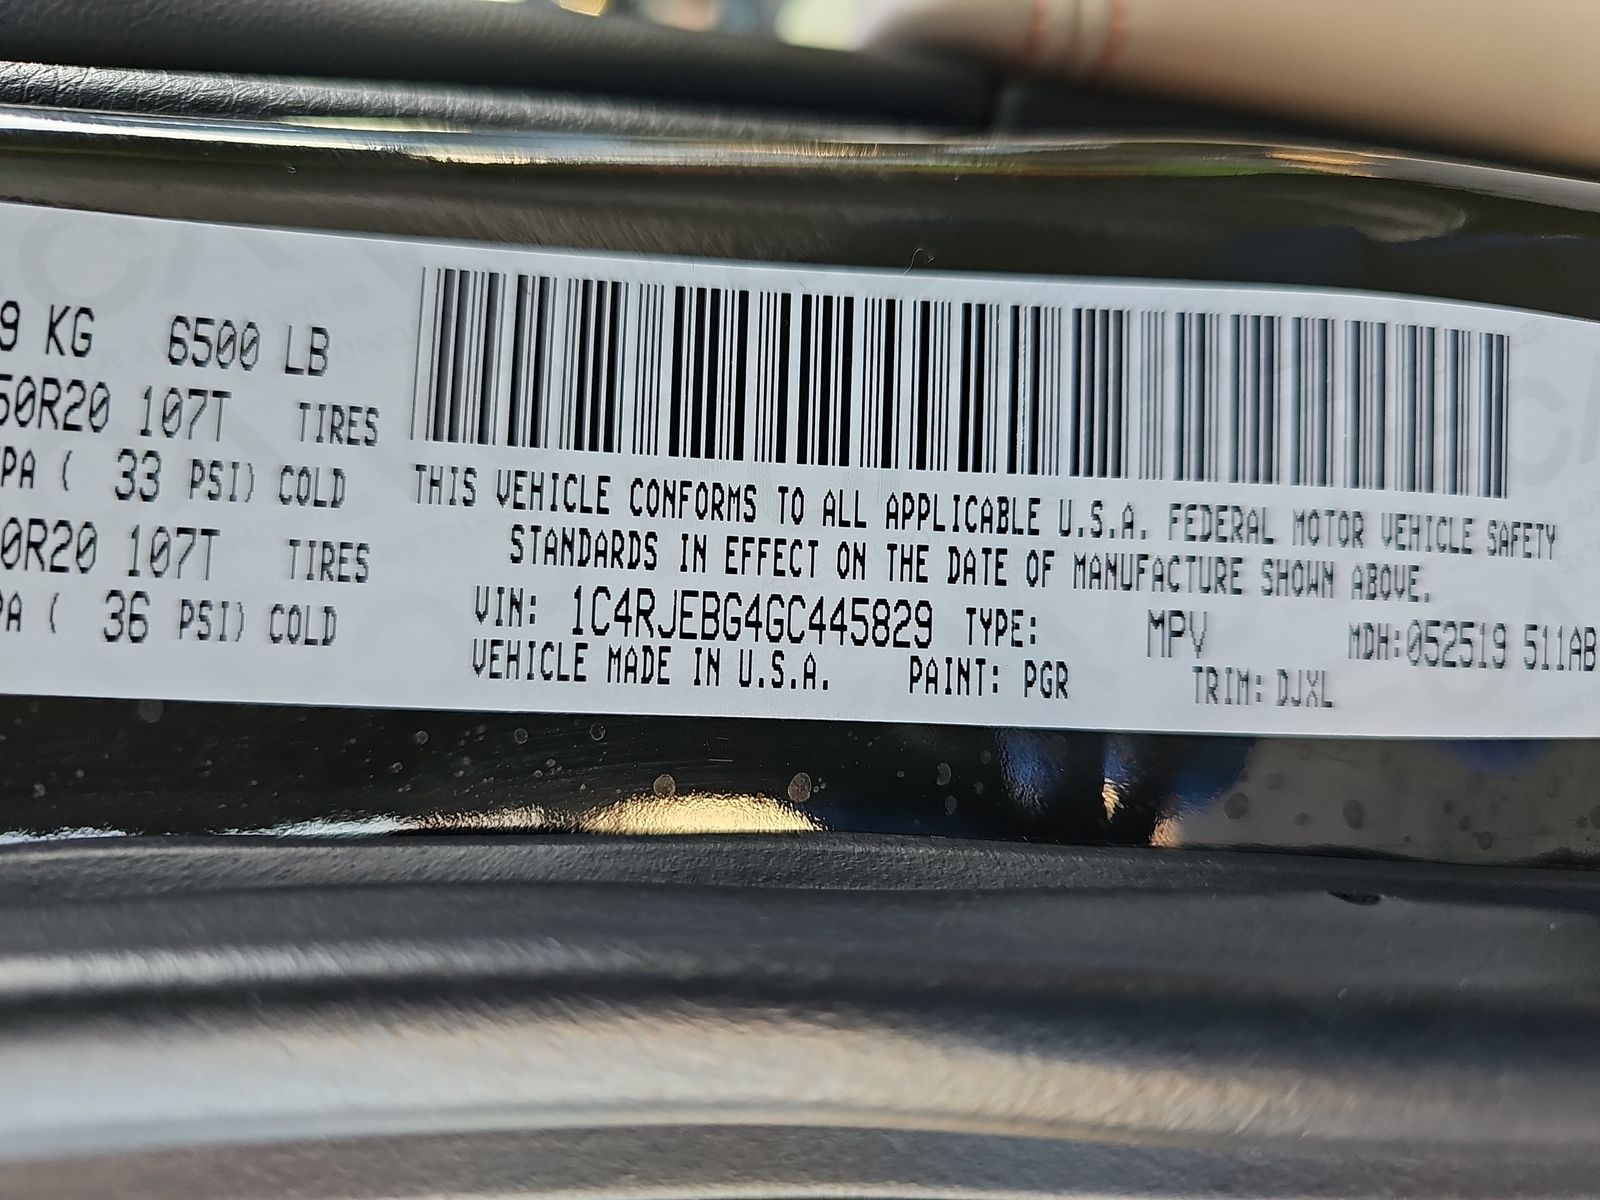 9 KG 6500 LB
50R20 107T TIRES
PA ( 33 PSI) COLD
0R20 107T TIRES
PA ( 36 PSI) COLD
THIS VEHICLE CONFORMS TO ALL APPLICABLE U.S.A. FEDERAL MOTOR VEHICLE SAFETY
STANDARDS IN EFFECT ON THE DATE OF MANUFACTURE SHOWN ABOVE.
VIN: 1C4RJEBG4GC445829 TYPE: MPV MDH:052519 511AB
VEHICLE MADE IN U.S.A. PAINT: PGR TRIM: DJXL